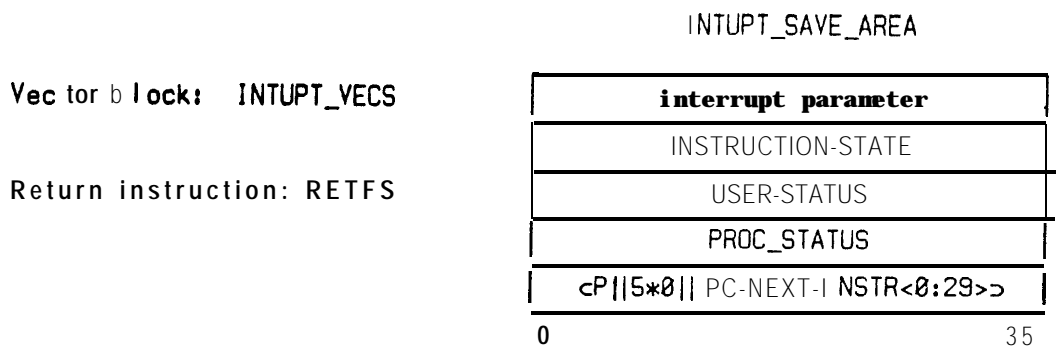 INTUPT_SAVE_AREA
Vector block: INTUPT_VECS
interrupt parameter
INSTRUCTION-STATE
Return instruction: RETFS
USER-STATUS
PROC_STATUS
⊂P||5*0|| PC-NEXT-INSTR<0:29>⊃
0 35